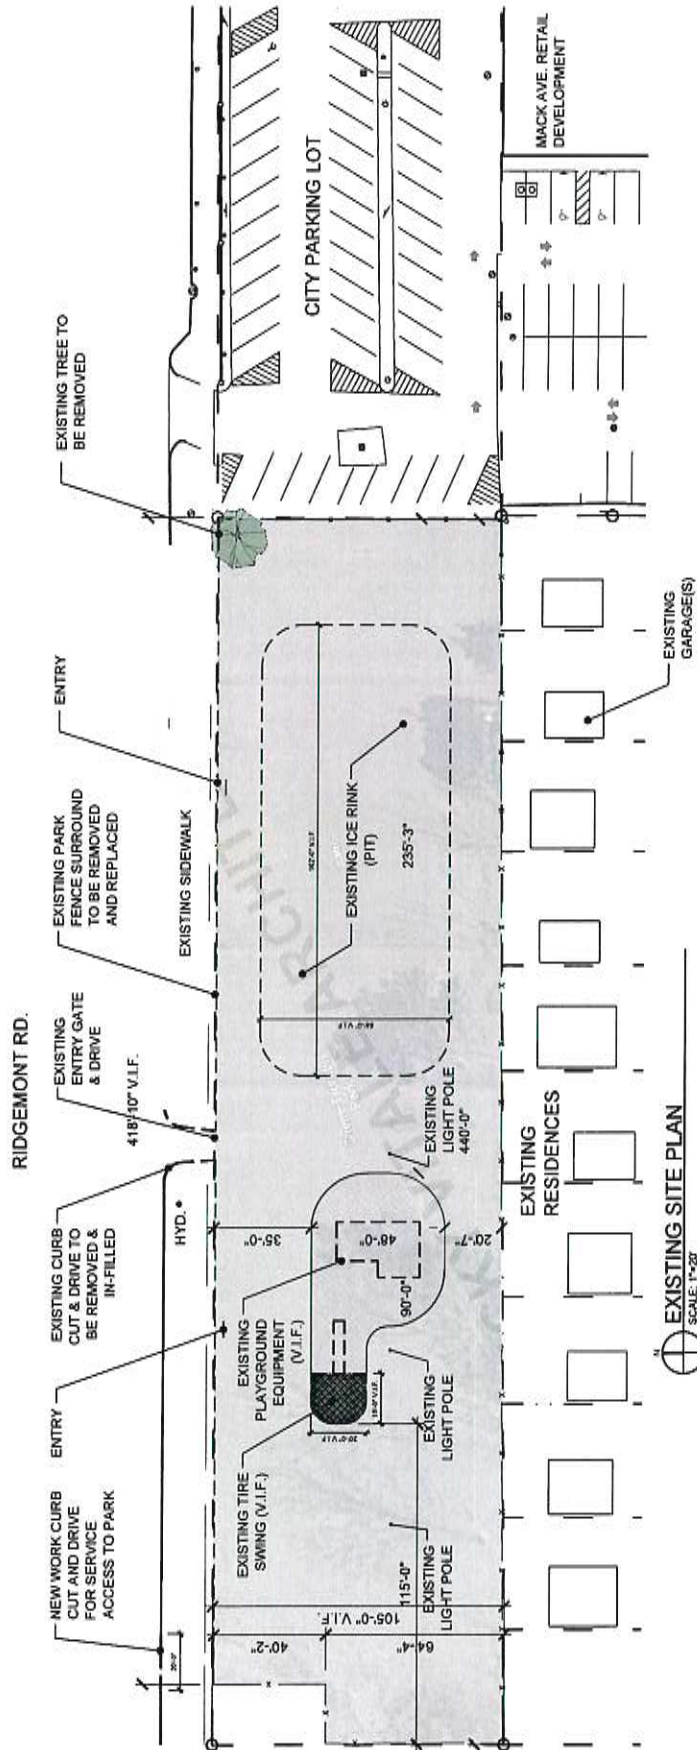 RIDGEMONT RD.
NEW WORK CURB
CUT AND DRIVE
FOR SERVICE
ACCESS TO PARK
ENTRY
EXISTING CURB
CUT & DRIVE TO
BE REMOVED &
IN-FILLED
EXISTING
ENTRY GATE
& DRIVE
EXISTING PARK
FENCE SURROUND
TO BE REMOVED
AND REPLACED
ENTRY
EXISTING TREE TO
BE REMOVED
HYD.
418'-10" V.I.F.
EXISTING SIDEWALK
CITY PARKING LOT
MACK AVE. RETAIL
DEVELOPMENT
EXISTING TIRE
SWING (V.I.F.)
EXISTING
PLAYGROUND
EQUIPMENT
(V.I.F.)
35'-0"
48'-0"
20'-7"
90'-0"
EXISTING ICE RINK
(PIT)
235'-3"
EXISTING
LIGHT POLE
440'-0"
EXISTING
LIGHT POLE
EXISTING
LIGHT POLE
115'-0"
105'-0" V.I.F.
40'-2"
64'-4"
EXISTING
RESIDENCES
EXISTING
GARAGE(S)
N
EXISTING SITE PLAN
SCALE: 1"=20'